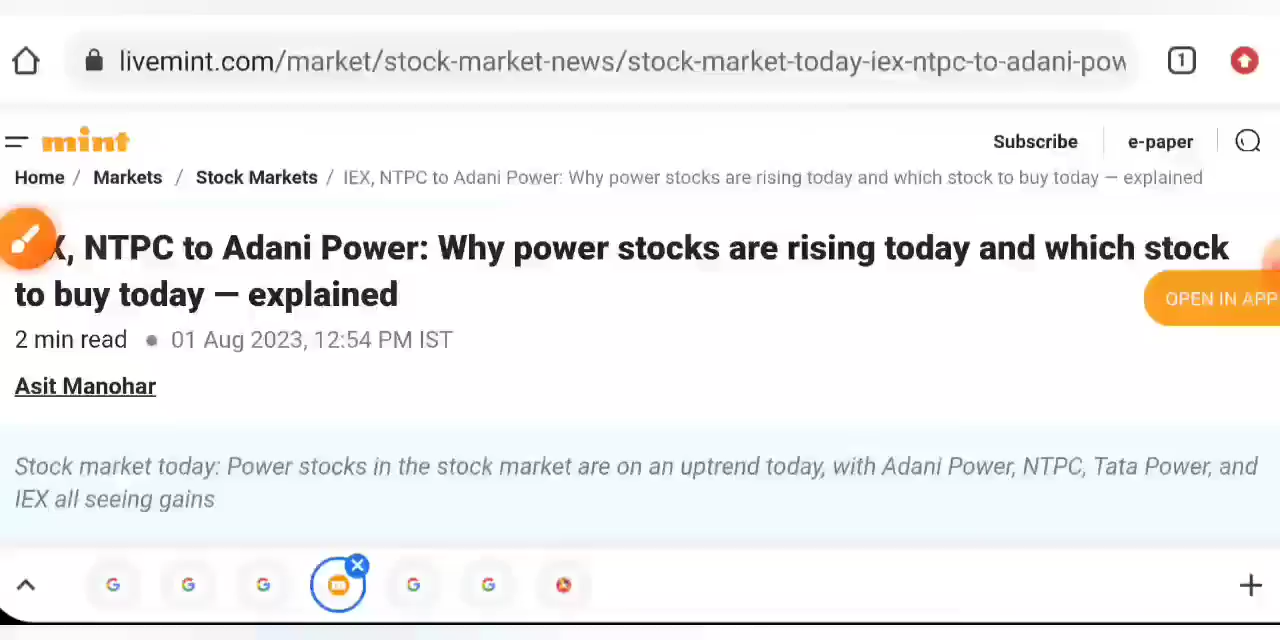 livemint.com/market/stock-market-news/stock-market-today-iex-ntpc-to-adani-pow
1
mint
Subscribe
e-paper
Home / Markets / Stock Markets / IEX, NTPC to Adani Power: Why power stocks are rising today and which stock to buy today — explained
X, NTPC to Adani Power: Why power stocks are rising today and which stock
to buy today — explained
OPEN IN APP
2 min read • 01 Aug 2023, 12:54 PM IST
Asit Manohar
Stock market today: Power stocks in the stock market are on an uptrend today, with Adani Power, NTPC, Tata Power, and
IEX all seeing gains